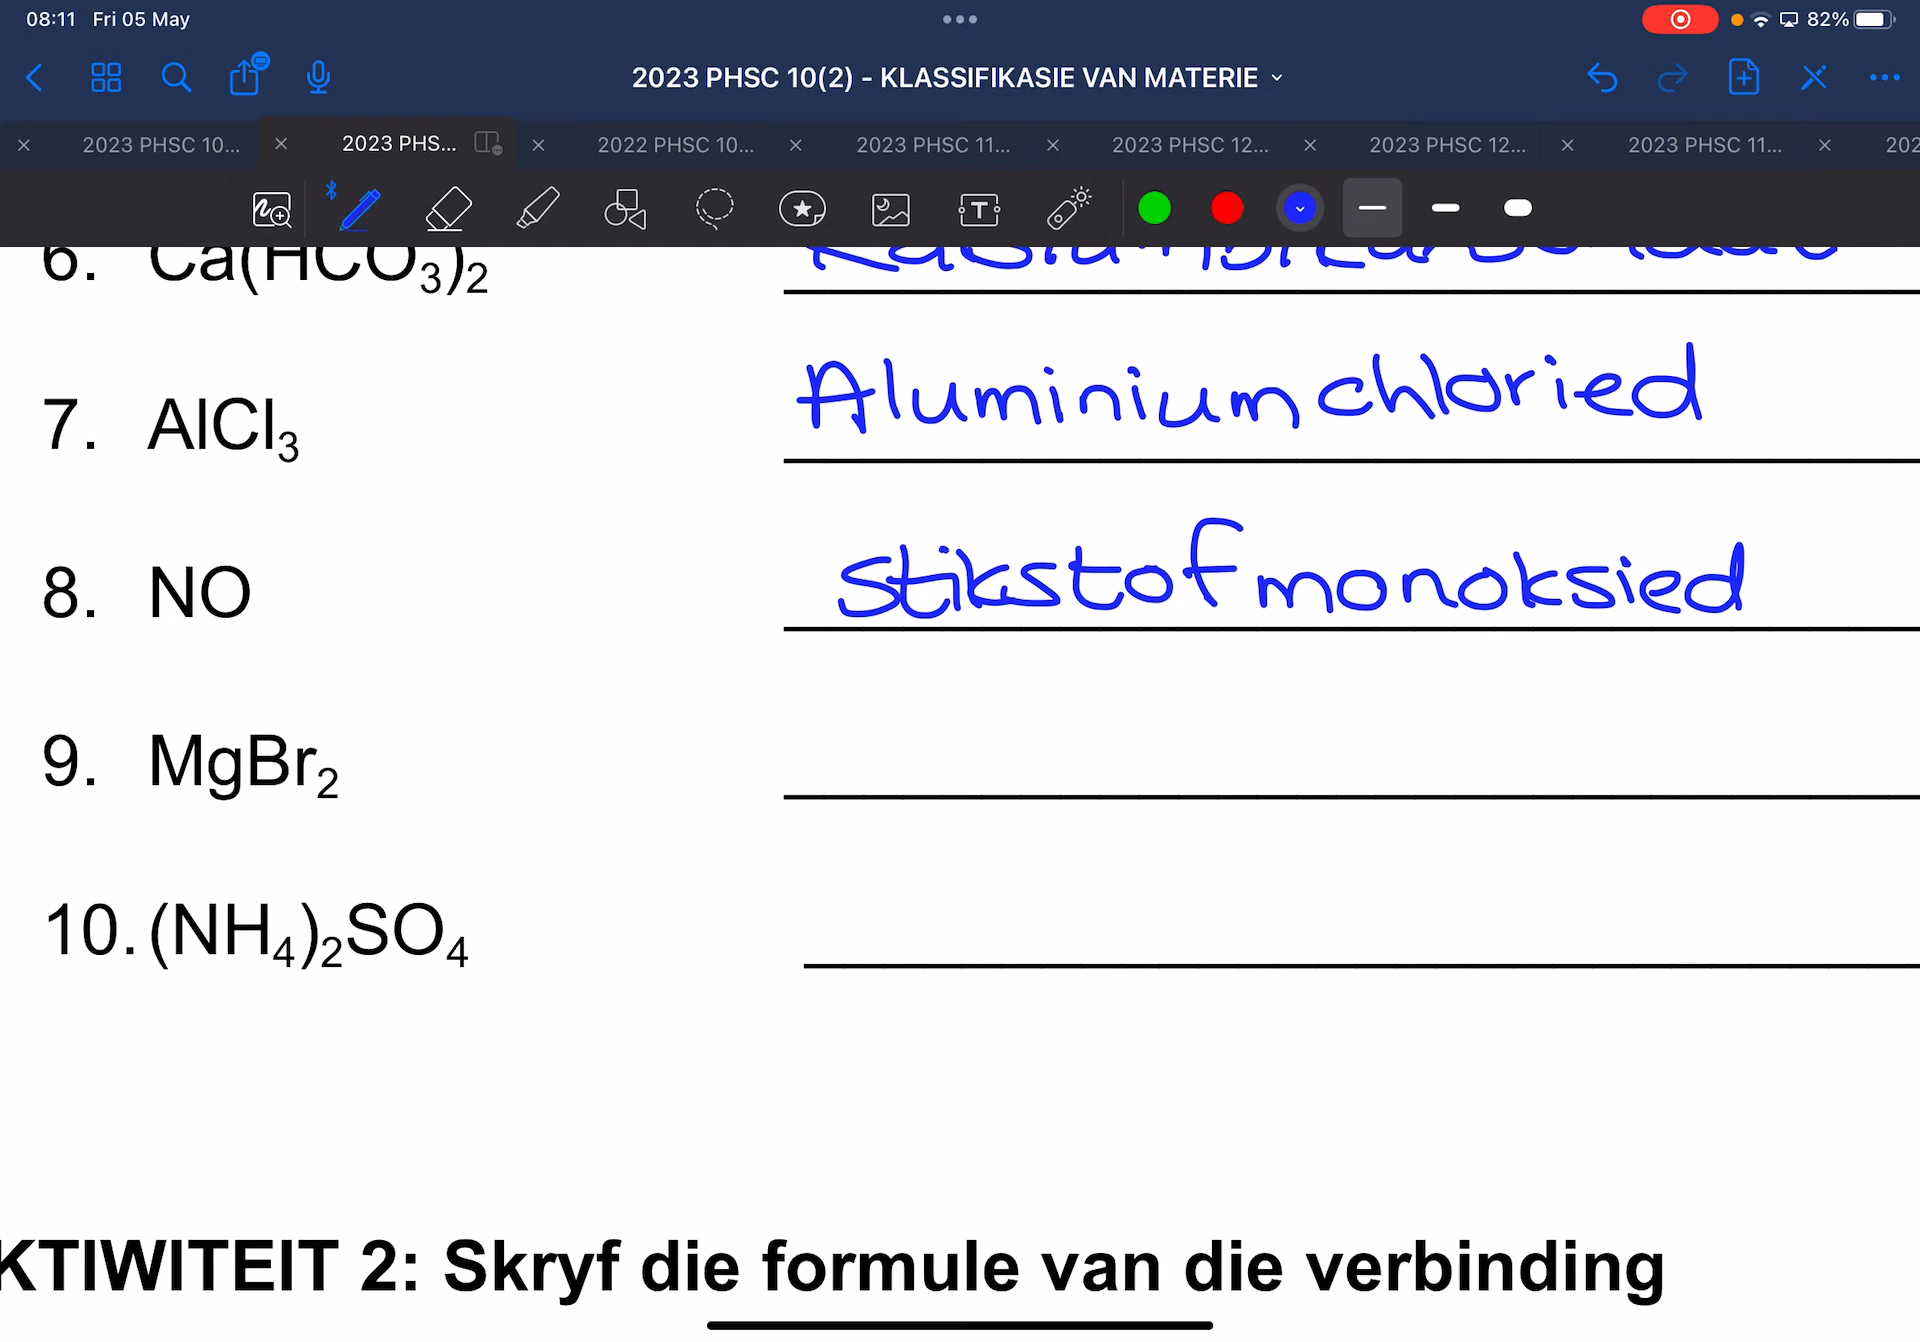 08:11 Fri 05 May
82%
2023 PHSC 10(2) - KLASSIFIKASIE VAN MATERIE
2023 PHSC 10... 2023 PHS... 2022 PHSC 10... 2023 PHSC 11... 2023 PHSC 12... 2023 PHSC 12... 2023 PHSC 11... 202
6. Ca(HCO₃)₂
7. AlCl₃ Aluminiumchloried
8. NO Stikstofmonoksied
9. MgBr₂
10. (NH₄)₂SO₄
KTIWITEIT 2: Skryf die formule van die verbinding